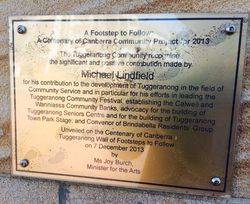 A Footstep to Follow
A Centenary of Canberra Community Project for 2013
The Tuggeranong Community recognises
the significant and positive contribution made by
Michael Lindfield
for his contribution to the development of Tuggeranong in the field of
Community Service and in particular for his efforts in leading the
Tuggeranong Community Festival, establishing the Calwell and
Wanniassa Community Banks, advocacy for the building of
Tuggeranong Seniors Centre and for the building of Tuggeranong
Town Park Stage; and Convenor of Brindabella Residents' Group.
Unveiled on the Centenary of Canberra
Tuggeranong Wall of Footsteps to Follow
on 7 December 2013
by
Ms Joy Burch,
Minister for the Arts